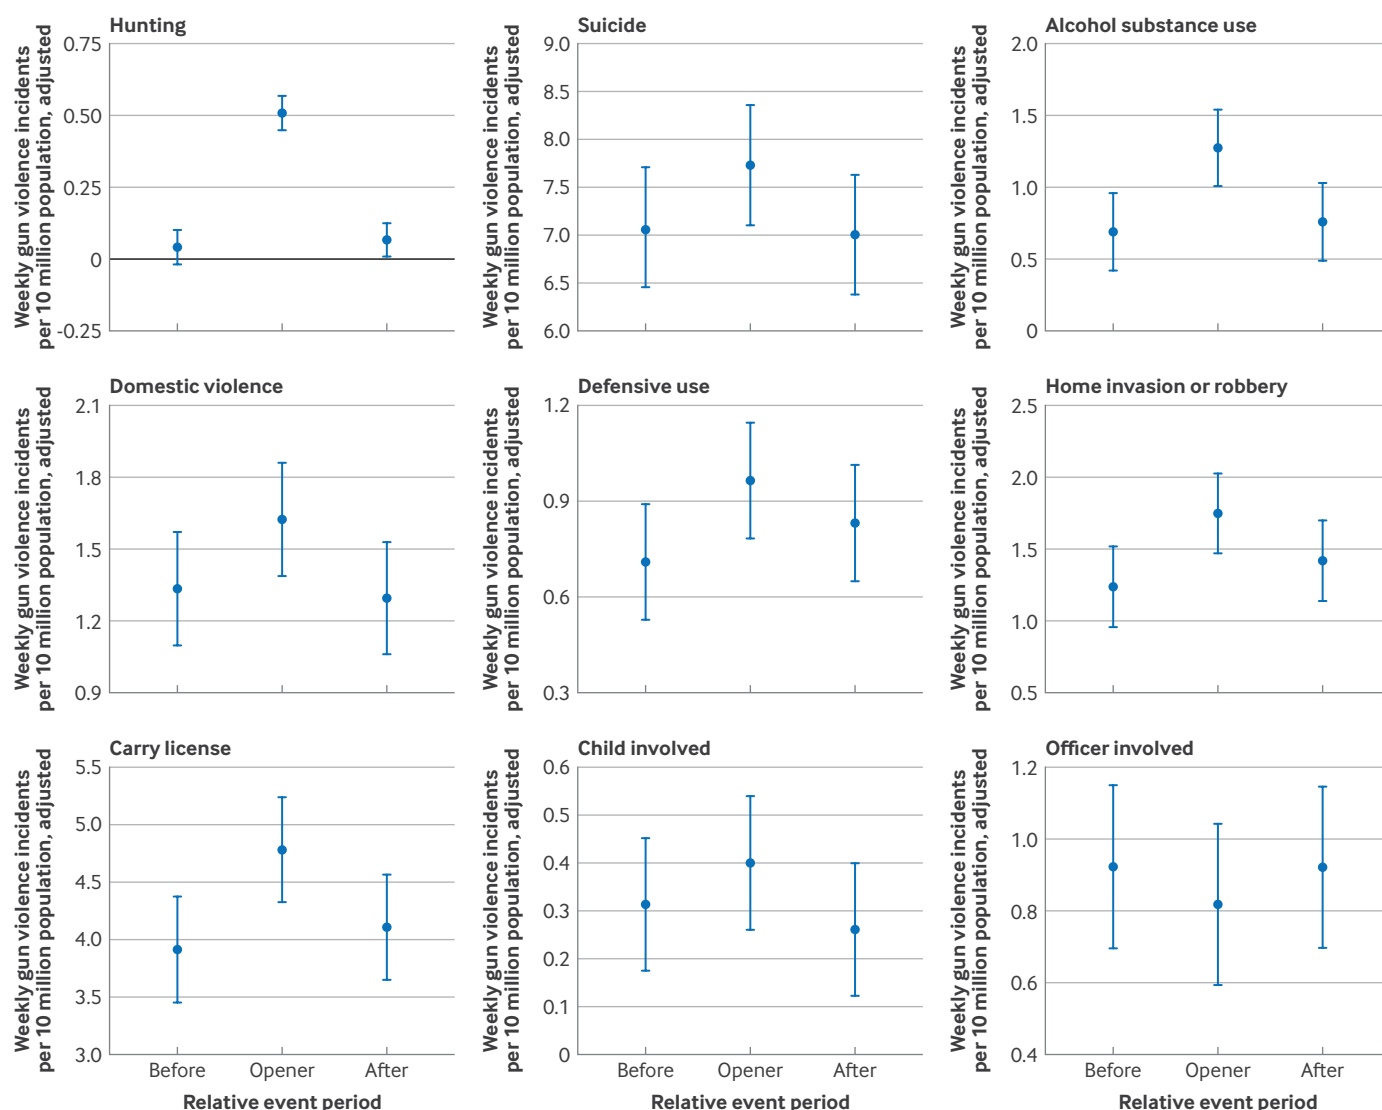 Hunting
Weekly gun violence incidents
per 10 million population, adjusted
0.75
0.50
0.25
0
-0.25
Suicide
Weekly gun violence incidents
per 10 million population, adjusted
9.0
8.5
8.0
7.5
7.0
6.5
6.0
Alcohol substance use
Weekly gun violence incidents
per 10 million population, adjusted
2.0
1.5
1.0
0.5
0
Domestic violence
Weekly gun violence incidents
per 10 million population, adjusted
2.1
1.8
1.5
1.2
0.9
Defensive use
Weekly gun violence incidents
per 10 million population, adjusted
1.2
0.9
0.6
0.3
Home invasion or robbery
Weekly gun violence incidents
per 10 million population, adjusted
2.5
2.0
1.5
1.0
0.5
Carry license
Weekly gun violence incidents
per 10 million population, adjusted
5.5
5.0
4.5
4.0
3.5
3.0
Before Opener After
Relative event period
Child involved
Weekly gun violence incidents
per 10 million population, adjusted
0.6
0.5
0.4
0.3
0.2
0.1
0
Before Opener After
Relative event period
Officer involved
Weekly gun violence incidents
per 10 million population, adjusted
1.2
1.0
0.8
0.6
0.4
Before Opener After
Relative event period